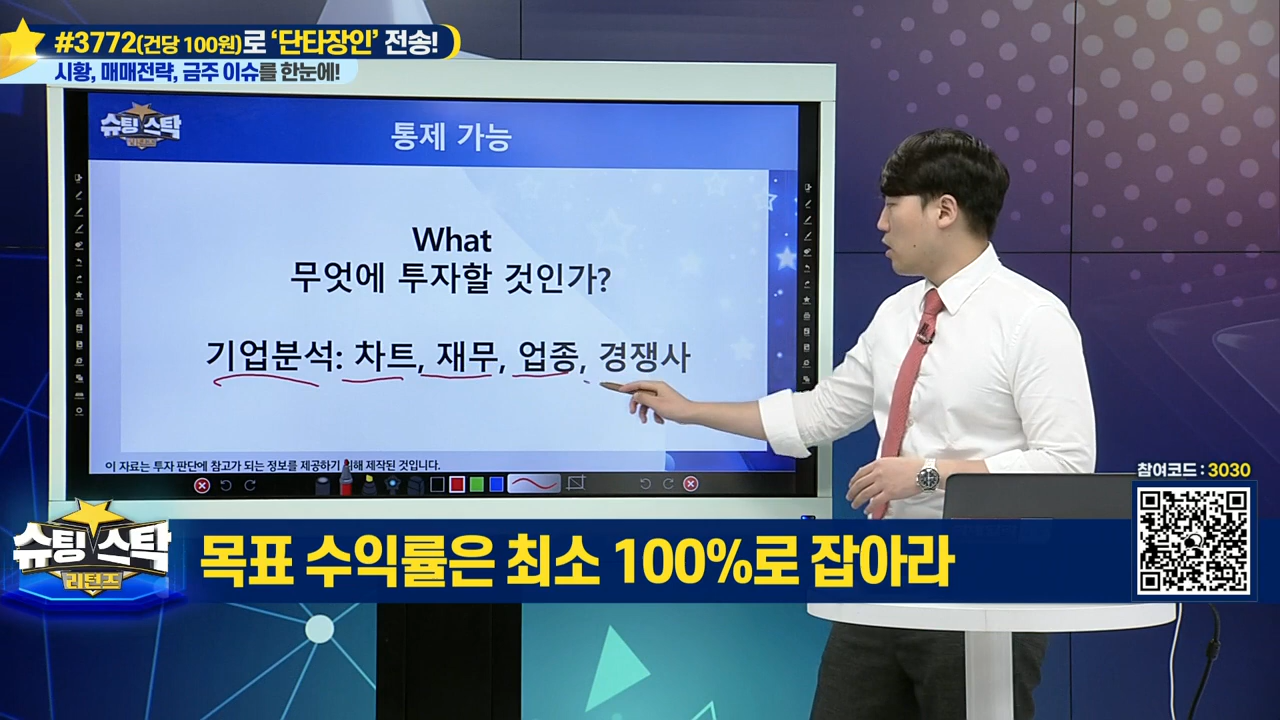 #3772(건당 100원)로 ‘단타장인’ 전송!
시황, 매매전략, 금주 이슈를 한눈에!
슈팅 스탁
리턴즈
통제 가능
What
무엇에 투자할 것인가?
기업분석: 차트, 재무, 업종, 경쟁사
이 자료는 투자 판단에 참고가 되는 정보를 제공하기 위해 제작된 것입니다.
참여코드 : 3030
슈팅 스탁
리턴즈
목표 수익률은 최소 100%로 잡아라